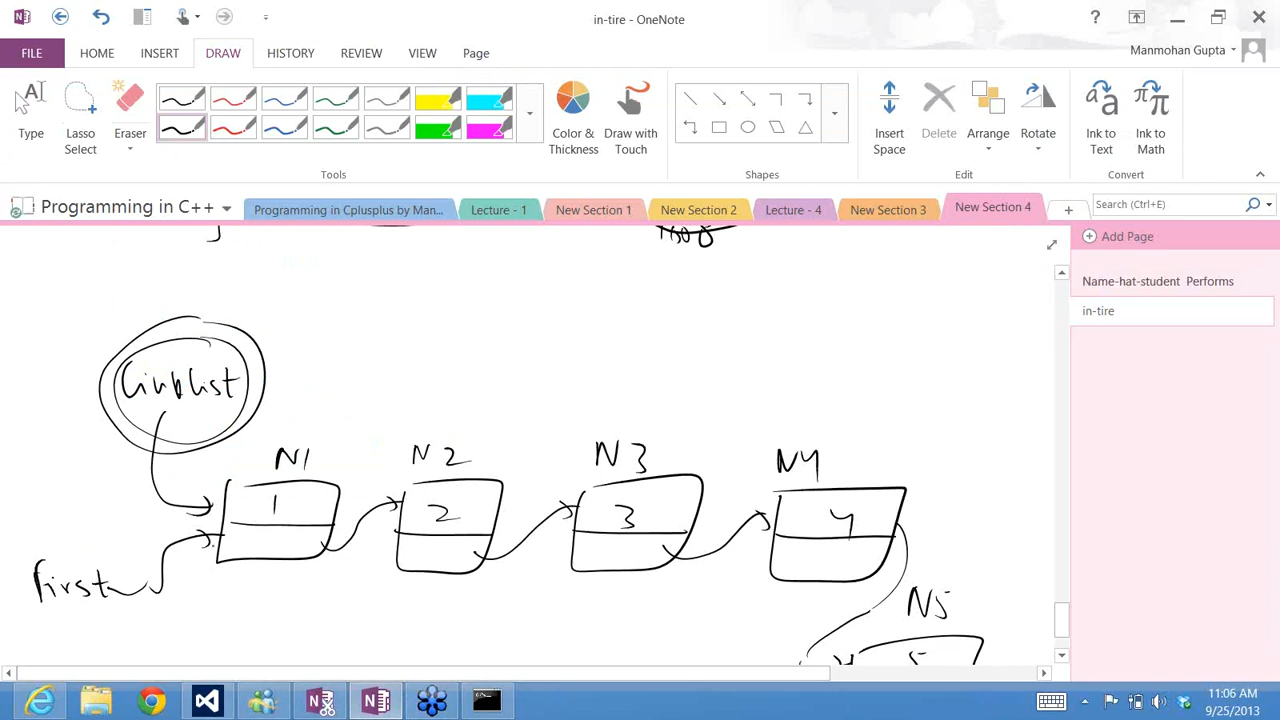 in-tire - OneNote
?
FILE
HOME
INSERT
DRAW
HISTORY
REVIEW
VIEW
Page
Manmohan Gupta
Type
Lasso
Select
Eraser
Color &
Thickness
Draw with
Touch
Insert
Space
Delete
Arrange
Rotate
Ink to
Text
Ink to
Math
Tools
Shapes
Edit
Convert
Programming in C++
Programming in Cplusplus by Man...
Lecture - 1
New Section 1
New Section 2
Lecture - 4
New Section 3
New Section 4
Search (Ctrl+E)
Add Page
Name-hat-student Performs
in-tire
LinkList
N1 N2 N3 N4
1 2 3 4
First
N5
5
11:06 AM
9/25/2013